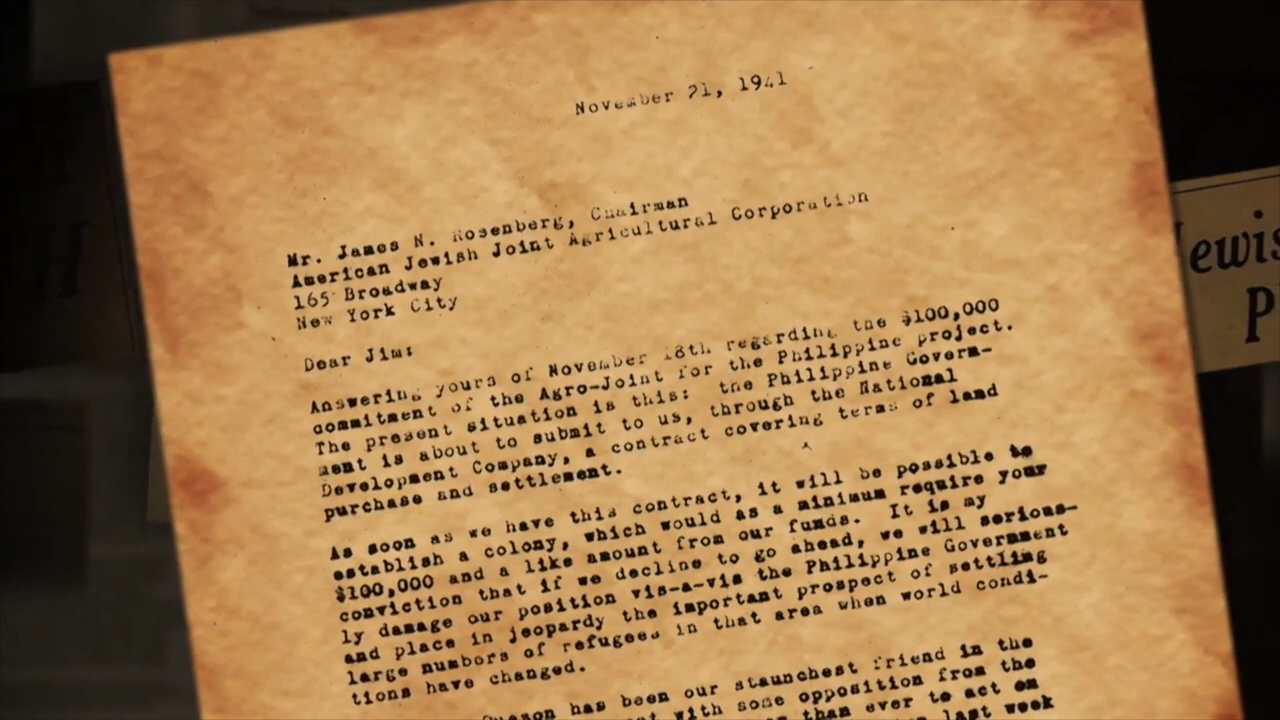 November 21, 1941
Mr. James N. Rosenberg, Chairman
American Jewish Joint Agricultural Corporation
165 Broadway
New York City
Dear Jim:
Answering yours of November 18th regarding the $100,000
commitment of the Agro-Joint for the Philippine project.
The present situation is this: the Philippine Govern-
ment is about to submit to us, through the National
Development Company, a contract covering terms of land
purchase and settlement.
As soon as we have this contract, it will be possible to
establish a colony, which would as a minimum require your
$100,000 and a like amount from our funds. It is my
conviction that if we decline to go ahead, we will serious-
ly damage our position vis-a-vis the Philippine Government
and place in jeopardy the important prospect of settling
large numbers of refugees in that area when world condi-
tions have changed.
has been our staunchest friend in the
with some opposition from the
than ever to act on
last week
P